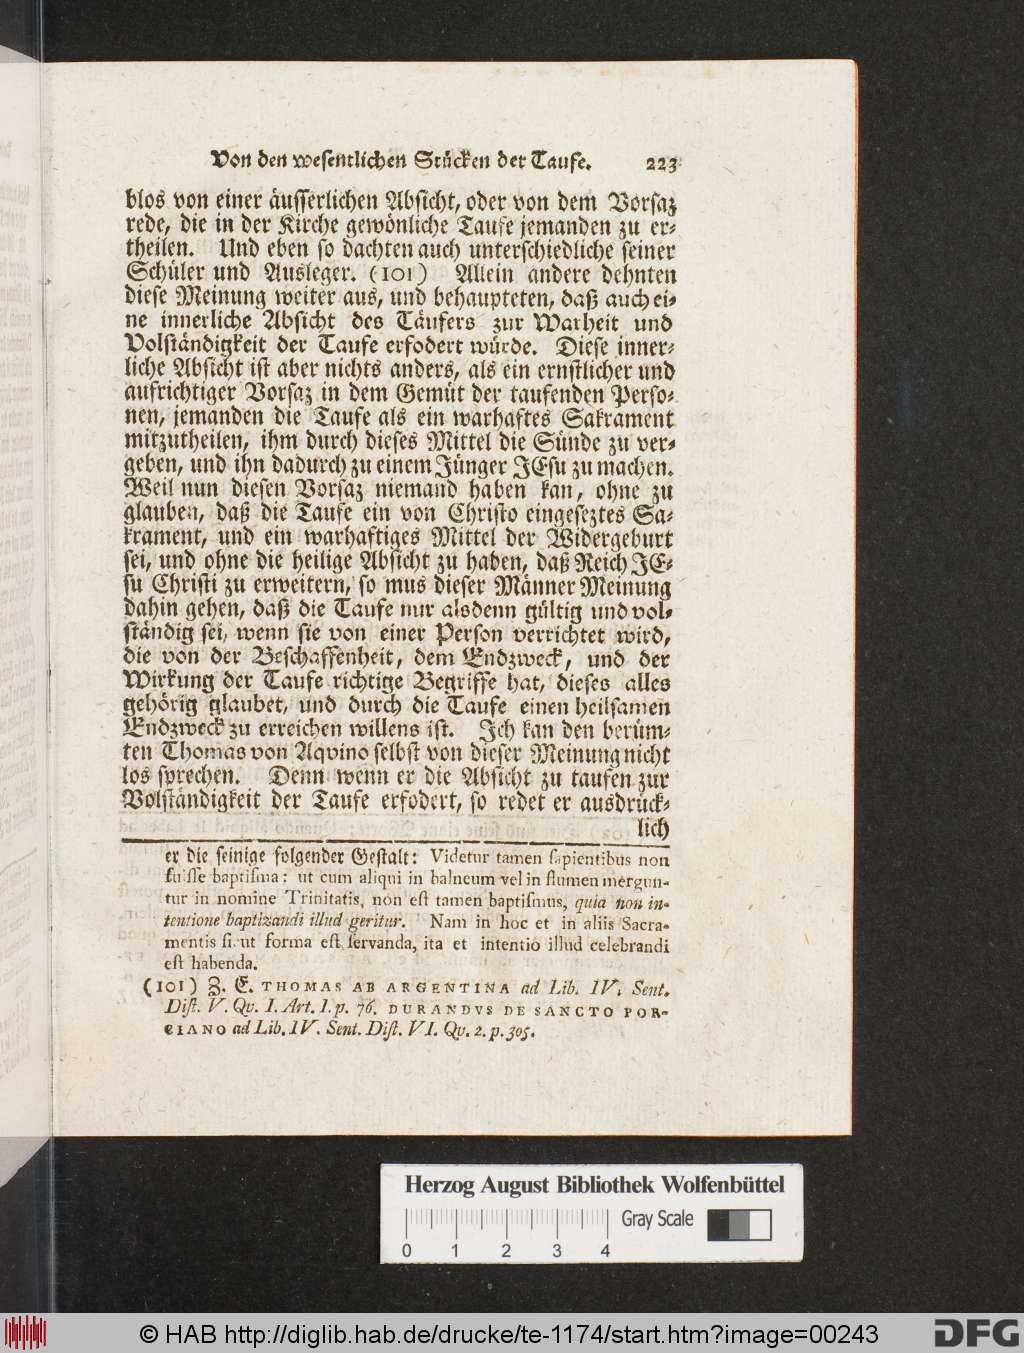 Von den wesentlichen Stücken der Taufe. 223
blos von einer äusserlichen Absicht, oder von dem Vorsaz
rede, die in der Kirche gewönliche Taufe jemanden zu er-
theilen. Und eben so dachten auch unterschiedliche seiner
Schüler und Ausleger. (101) Allein andere dehnten
diese Meinung weiter aus, und behaupteten, daß auch ei-
ne innerliche Absicht des Täufers zur Warheit und
Volständigkeit der Taufe erfodert würde. Diese inner-
liche Absicht ist aber nichts anders, als ein ernstlicher und
aufrichtiger Vorsaz in dem Gemüt der taufenden Perso-
nen, jemanden die Taufe als ein warhaftes Sakrament
mitzutheilen, ihm durch dieses Mittel die Sünde zu ver-
geben, und ihn dadurch zu einem Jünger JEsu zu machen.
Weil nun diesen Vorsaz niemand haben kan, ohne zu
glauben, daß die Taufe ein von Christo eingeseztes Sa-
krament, und ein warhaftiges Mittel der Widergeburt
sei, und ohne die heilige Absicht zu haben, daß Reich JE-
su Christi zu erweitern, so mus dieser Männer Meinung
dahin gehen, daß die Taufe nur alsdenn gültig und vol-
ständig sei, wenn sie von einer Person verrichtet wird,
die von der Beschaffenheit, dem Endzweck, und der
Wirkung der Taufe richtige Begriffe hat, dieses alles
gehörig glaubet, und durch die Taufe einen heilsamen
Endzweck zu erreichen willens ist. Ich kan den berüm-
ten Thomas von Aqvino selbst von dieser Meinung nicht
los sprechen. Denn wenn er die Absicht zu taufen zur
Volständigkeit der Taufe erfodert, so redet er ausdrück-
lich
er die seinige folgender Gestalt: Videtur tamen sapientibus non
fuisse baptisma: ut cum aliqui in balneum vel in flumen mergun-
tur in nomine Trinitatis, non est tamen baptismus, quia non in-
tentione baptizandi illud geritur. Nam in hoc et in aliis Sacra-
mentis sicut forma est servanda, ita et intentio illud celebrandi
est habenda.
(101) Z. E. THOMAS AB ARGENTINA ad Lib. IV. Sent.
Dist. V. Qv. I. Art. I. p. 76. DURANDVS DE SANCTO POR-
CIANO ad Lib. IV. Sent. Dist. VI. Qv. 2. p. 305.
Herzog August Bibliothek Wolfenbüttel
Gray Scale
0 1 2 3 4
© HAB http://diglib.hab.de/drucke/te-1174/start.htm?image=00243
DFG